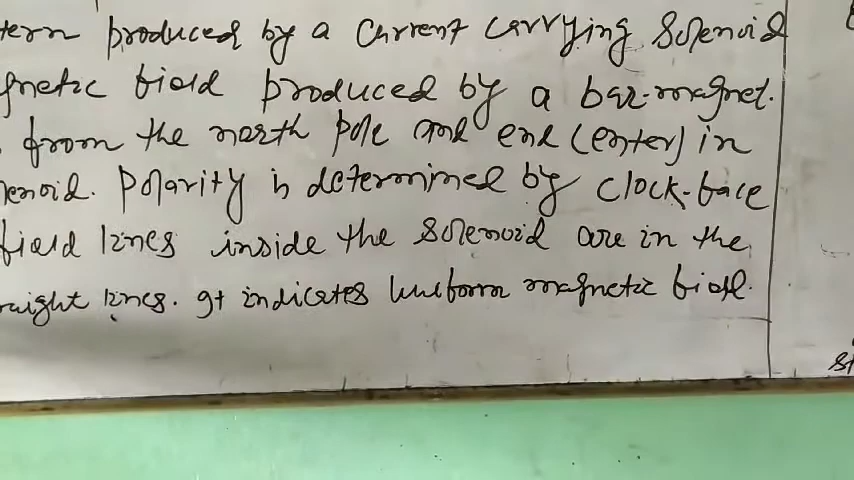 tern produced by a current carrying Solenoid
gnetic field produced by a bar-magnet.
from the north pole and end (enter) in
lenoid. Polarity is determined by clock-face
field lines inside the solenoid are in the
raight lines. It indicates Uniform magnetic field.